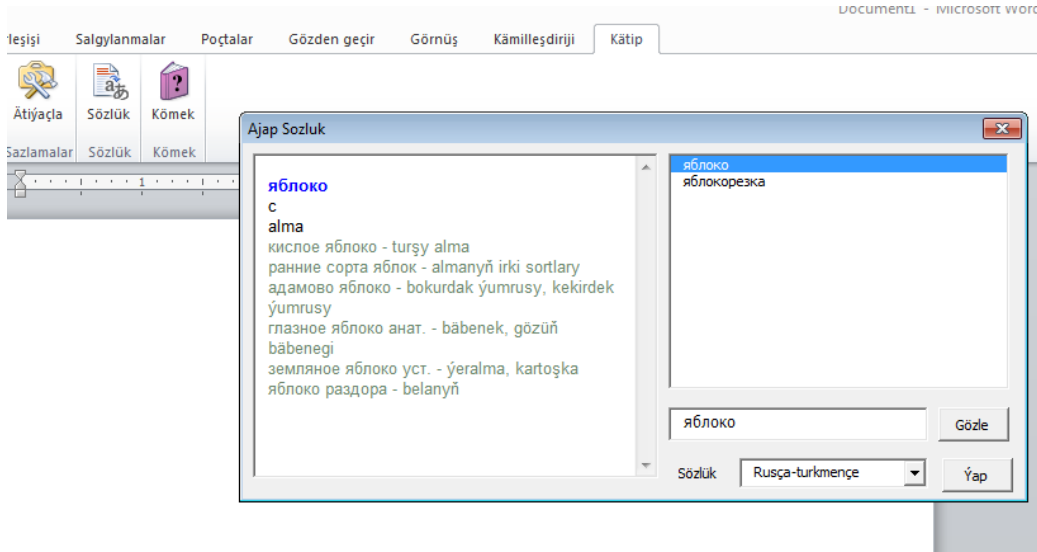 Document1 - Microsoft Word
Salgylanmalar Poçtalar Gözden geçir Görnüş Kämilleşdiriji Kätip
Ätiýaçla Sözlük Kömek
Sazlamalar Sözlük Kömek
1
Ajap Sozluk
яблоко
с
alma
кислое яблоко - turşy alma
ранние сорта яблок - almanyň irki sortlary
адамово яблоко - bokurdak ýumrusy, kekirdek
ýumrusy
глазное яблоко анат. - bäbenek, gözüň
bäbenegi
земляное яблоко уст. - ýeralma, kartoşka
яблоко раздора - belanyň
яблоко
яблокорезка
яблоко Gözle
Sözlük Rusça-turkmençe Ýap